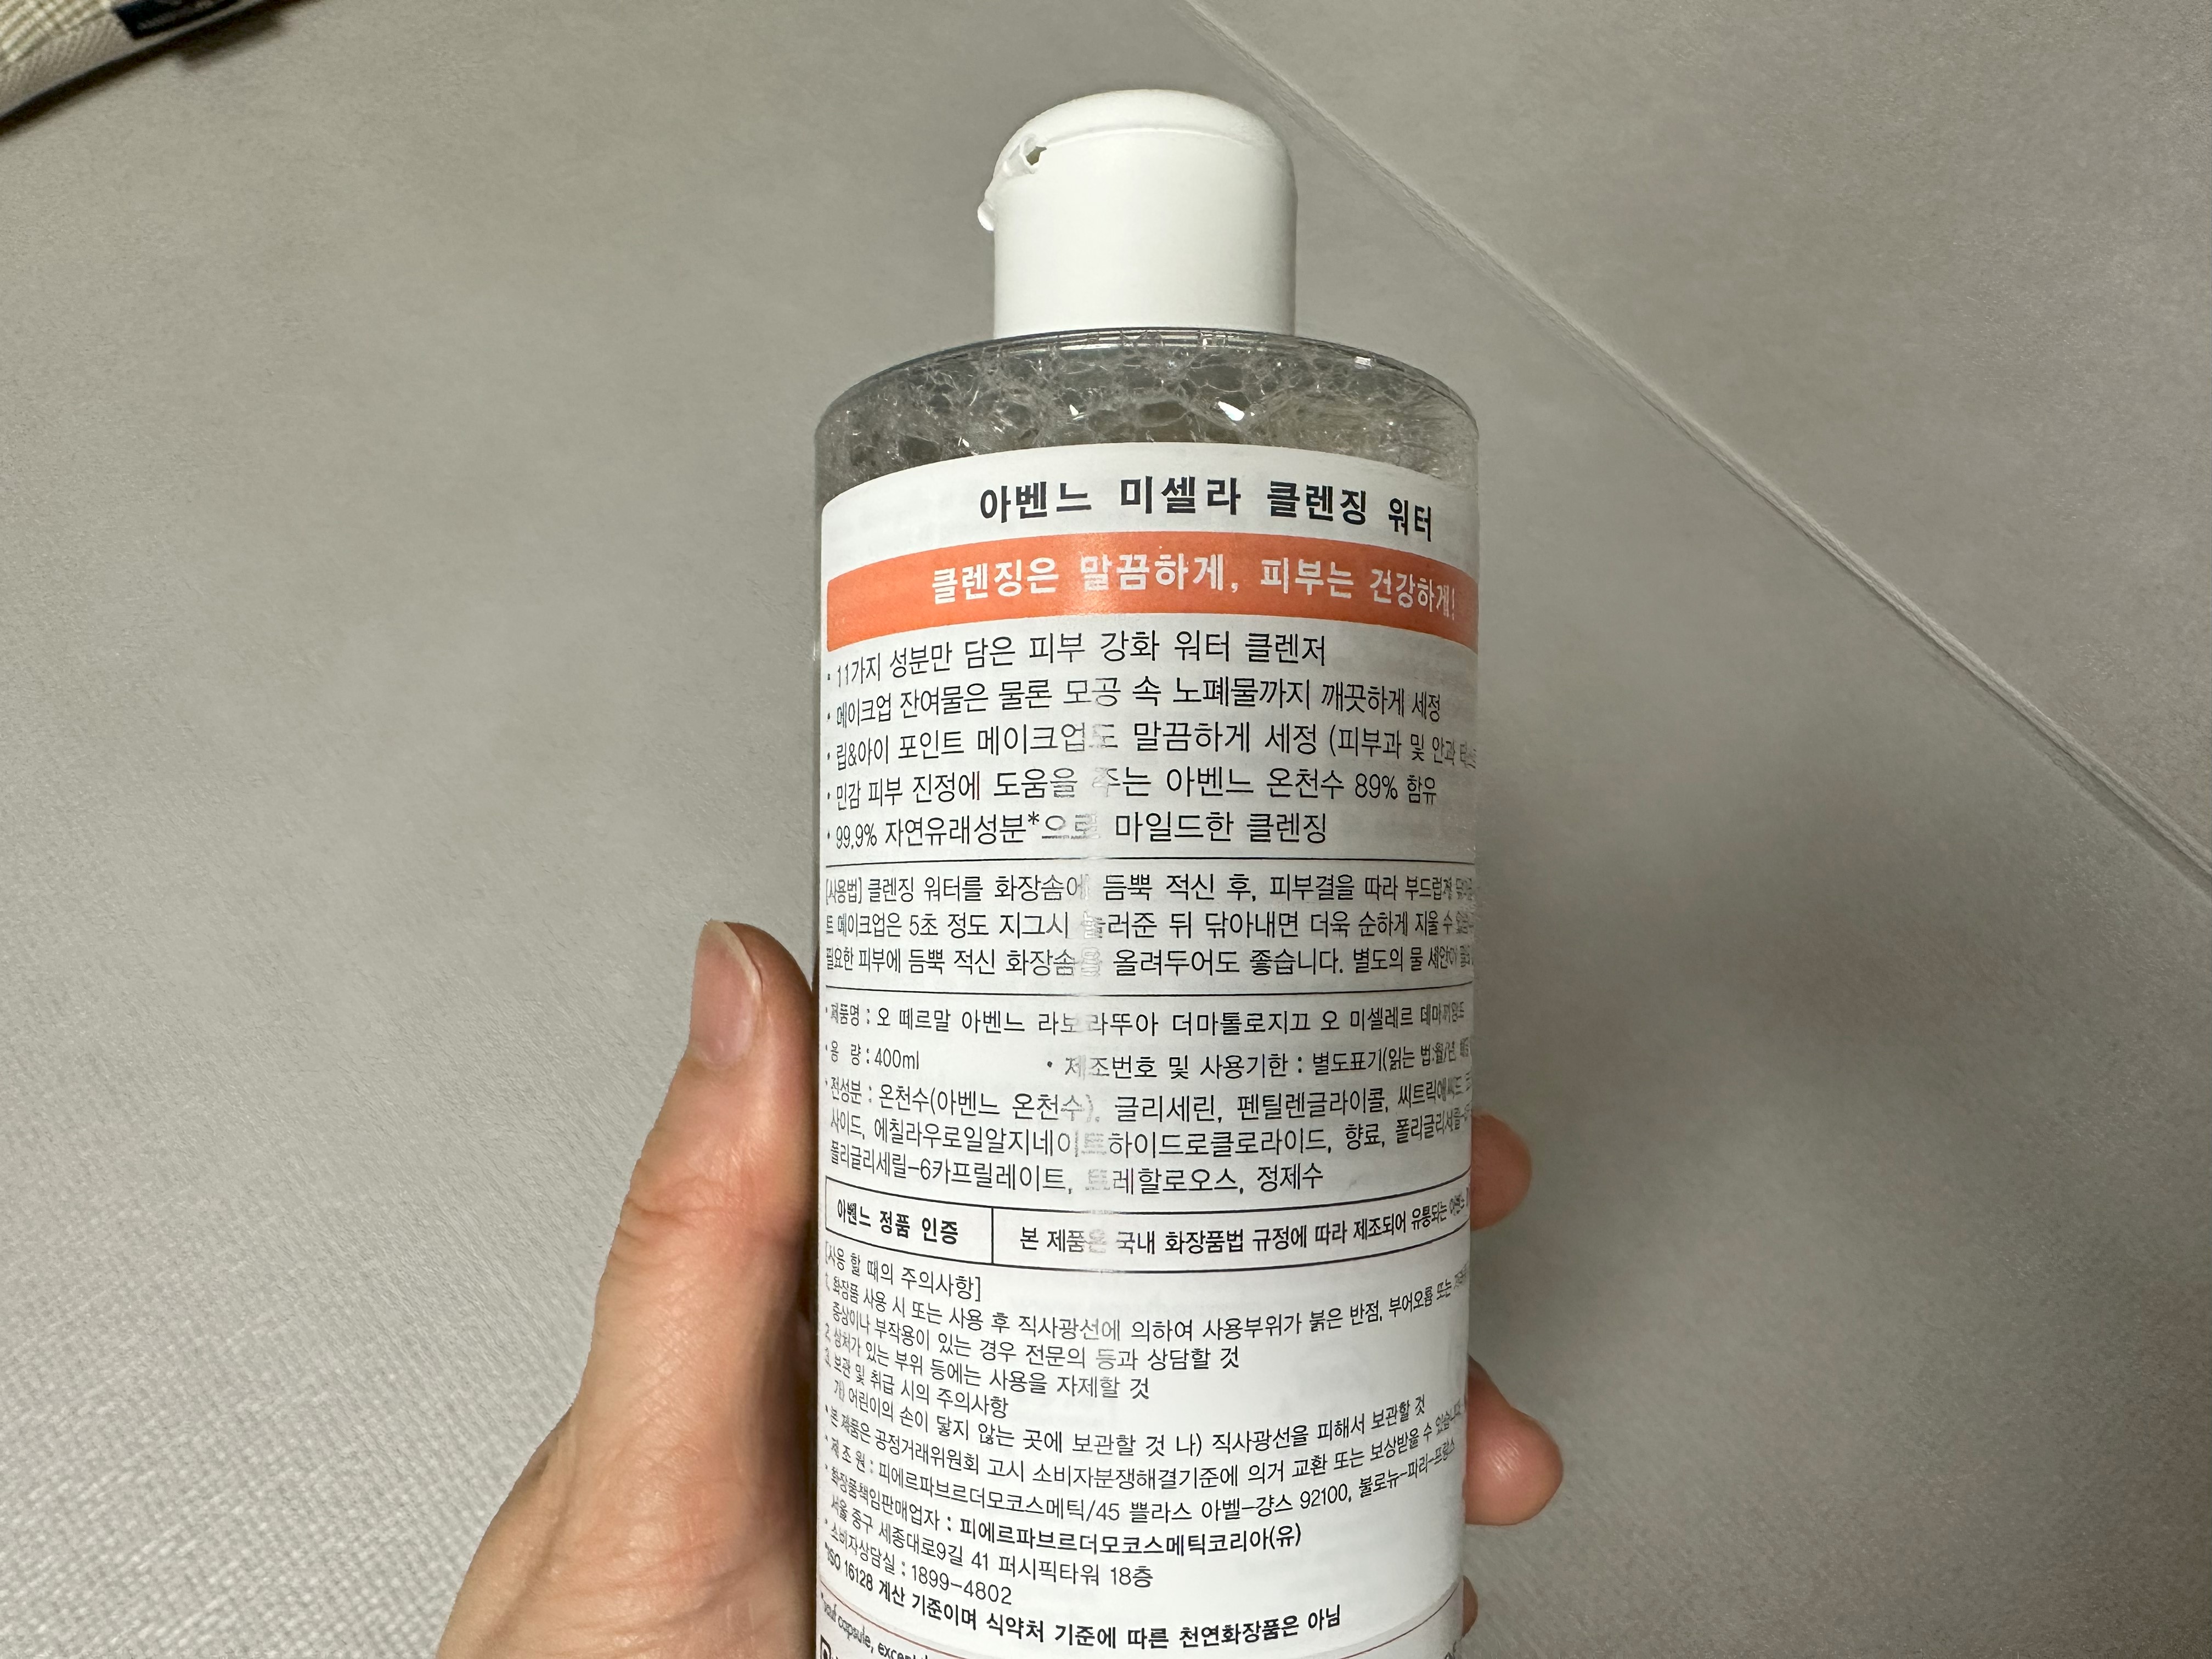 아벤느 미셀라 클렌징 워터
클렌징은 말끔하게, 피부는 건강하게!
• 11가지 성분만 담은 피부 강화 워터 클렌저
• 메이크업 잔여물은 물론 모공 속 노폐물까지 깨끗하게 세정
• 립&아이 포인트 메이크업도 말끔하게 세정 (피부과 및 안과
• 민감 피부 진정에 도움을 주는 아벤느 온천수 89% 함유
• 99.9% 자연유래성분*으로 마일드한 클렌징
[사용법] 클렌징 워터를 화장솜에 듬뿍 적신 후, 피부결을 따라 부드럽게
트 메이크업은 5초 정도 지그시 눌러준 뒤 닦아내면 더욱 순하게 지울 수
필요한 피부에 듬뿍 적신 화장솜을 올려두어도 좋습니다. 별도의 물 세안이
• 제품명 : 오 떼르말 아벤느 라보라뚜아 더마톨로지끄 오 미셀레르 데마끼앙뜨
• 용 량 : 400ml • 제조번호 및 사용기한 : 별도표기(읽는 법:월/년,
• 전성분 : 온천수(아벤느 온천수), 글리세린, 펜틸렌글라이콜, 씨트릭애씨드,
사이드, 에칠라우로일알지네이트하이드로클로라이드, 향료,
폴리글리세릴-6카프릴레이트, 트레할로오스, 정제수
아벤느 정품 인증 본 제품은 국내 화장품법 규정에 따라 제조되어 유통되는 아벤느
[사용 할 때의 주의사항]
1. 화장품 사용 시 또는 사용 후 직사광선에 의하여 사용부위가 붉은 반점, 부어오름 또는
증상이나 부작용이 있는 경우 전문의 등과 상담할 것
2. 상처가 있는 부위 등에는 사용을 자제할 것
3. 보관 및 취급 시의 주의사항
가) 어린이의 손이 닿지 않는 곳에 보관할 것 나) 직사광선을 피해서 보관할 것
• 본 제품은 공정거래위원회 고시 소비자분쟁해결기준에 의거 교환 또는 보상받을 수 있습니다.
• 제 조 원 : 피에르파브르더모코스메틱/45 쁠라스 아벨-걍스 92100, 불로뉴-파리-프랑스
• 화장품책임판매업자 : 피에르파브르더모코스메틱코리아(유)
서울 중구 세종대로9길 41 퍼시픽타워 18층
• 소비자상담실 : 1899-4802
*ISO 16128 계산 기준이며 식약처 기준에 따른 천연화장품은 아님
capsule,